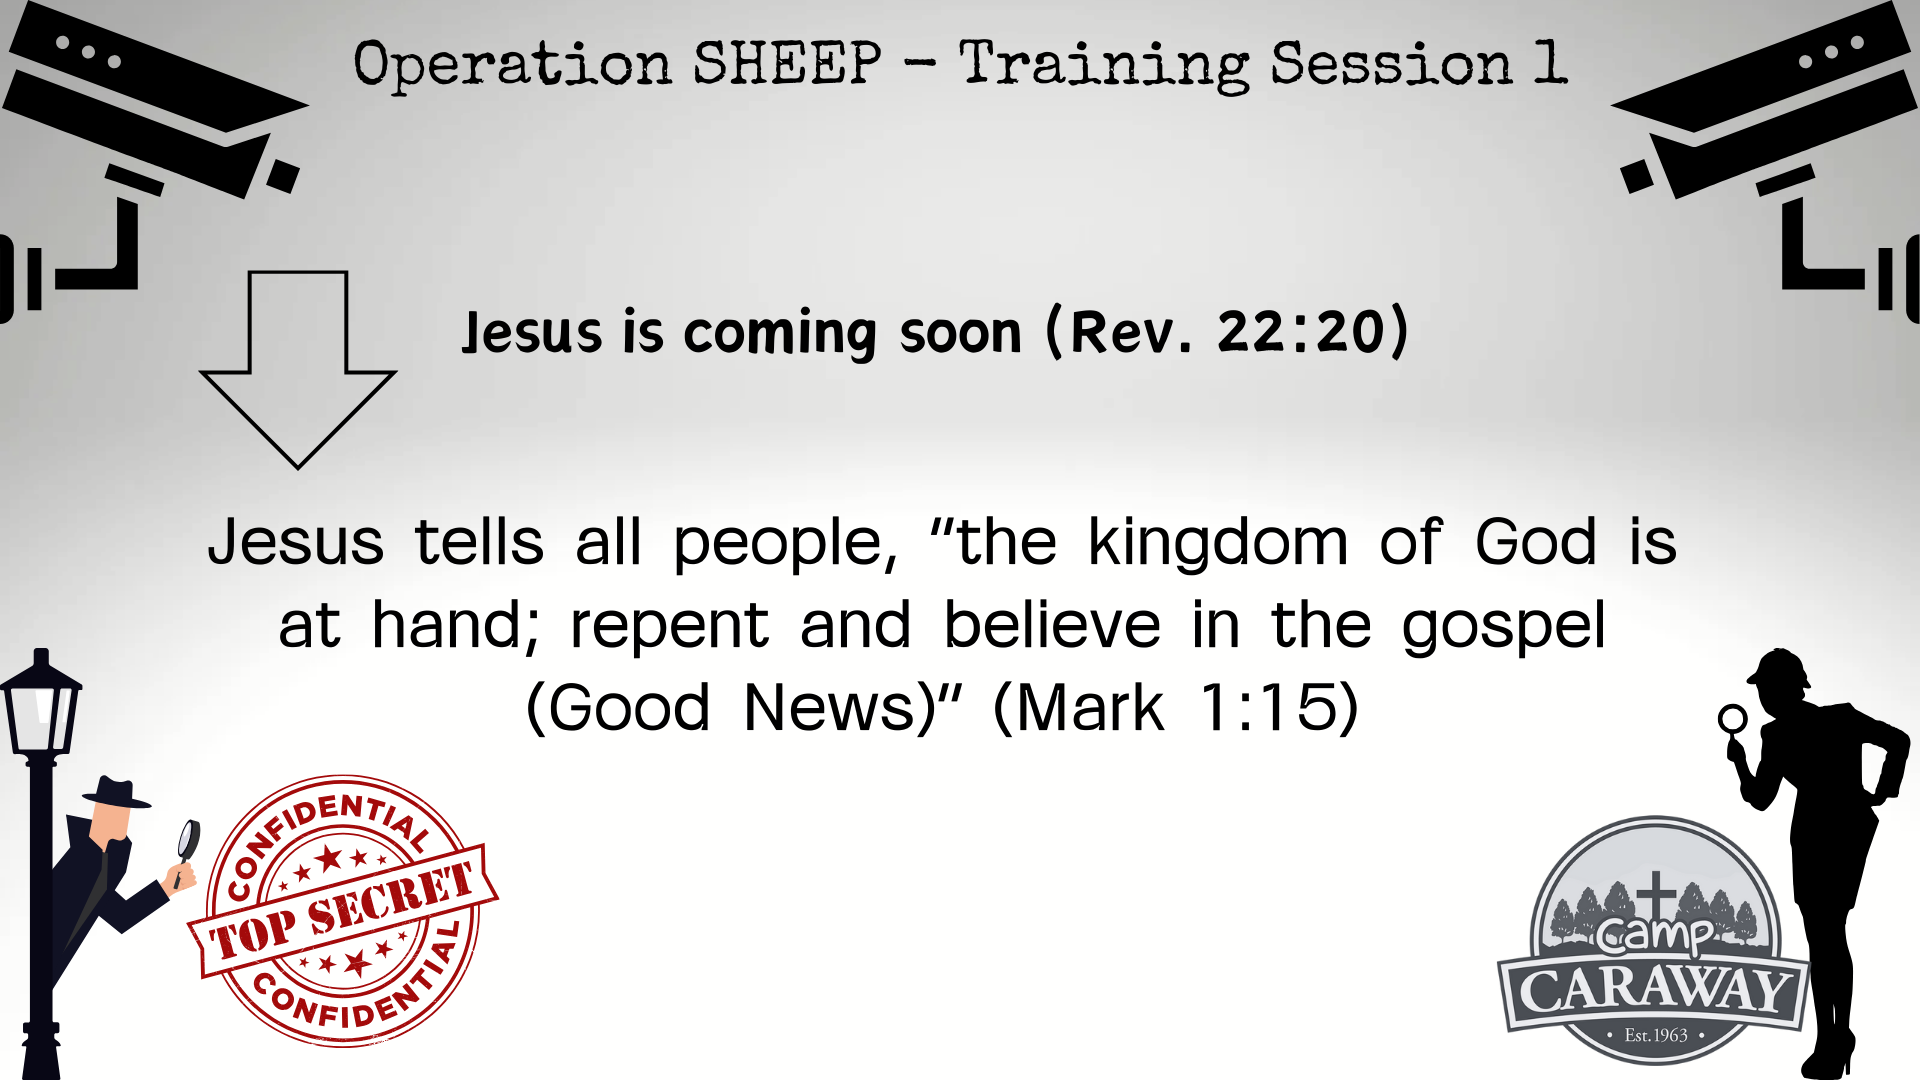 Operation SHEEP - Training Session 1
Jesus is coming soon (Rev. 22:20)
Jesus tells all people, "the kingdom of God is
at hand; repent and believe in the gospel
(Good News)" (Mark 1:15)
CONFIDENTIAL
TOP SECRET
CONFIDENTIAL
Camp
CARAWAY
• Est.1963 •